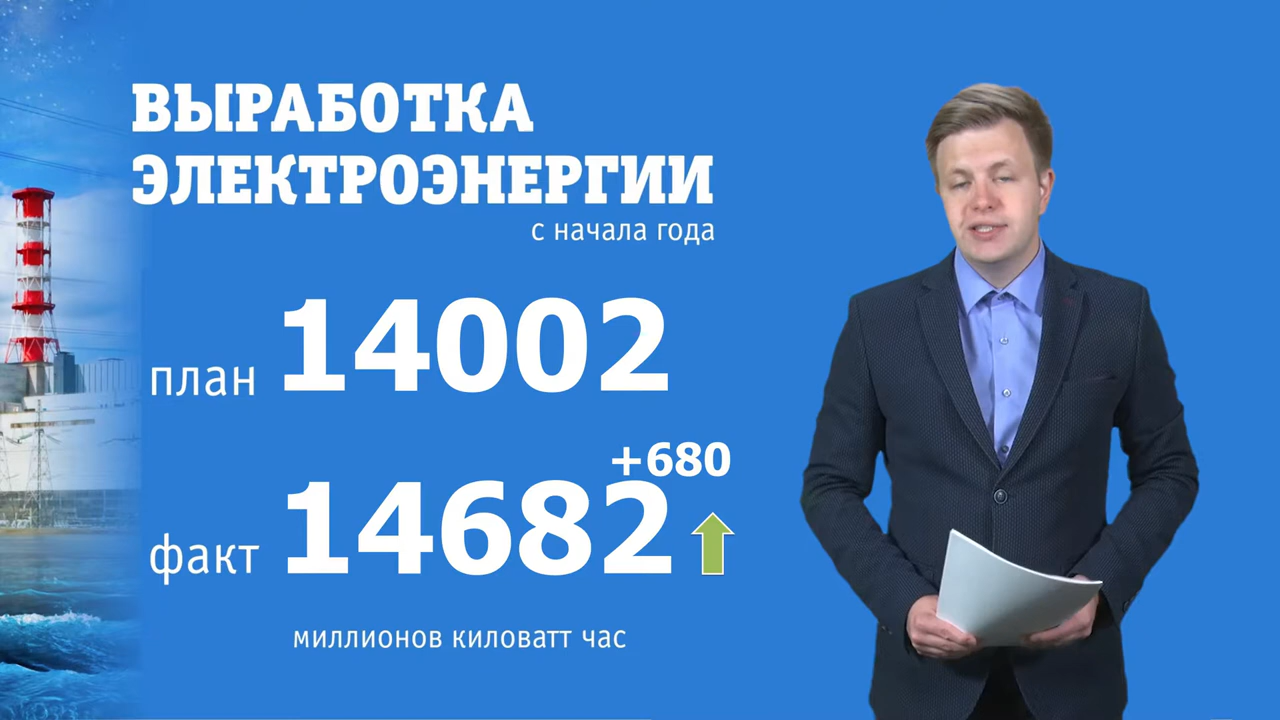 ВЫРАБОТКА
ЭЛЕКТРОЭНЕРГИИ
с начала года
план 14002
+680
факт 14682
миллионов киловатт час